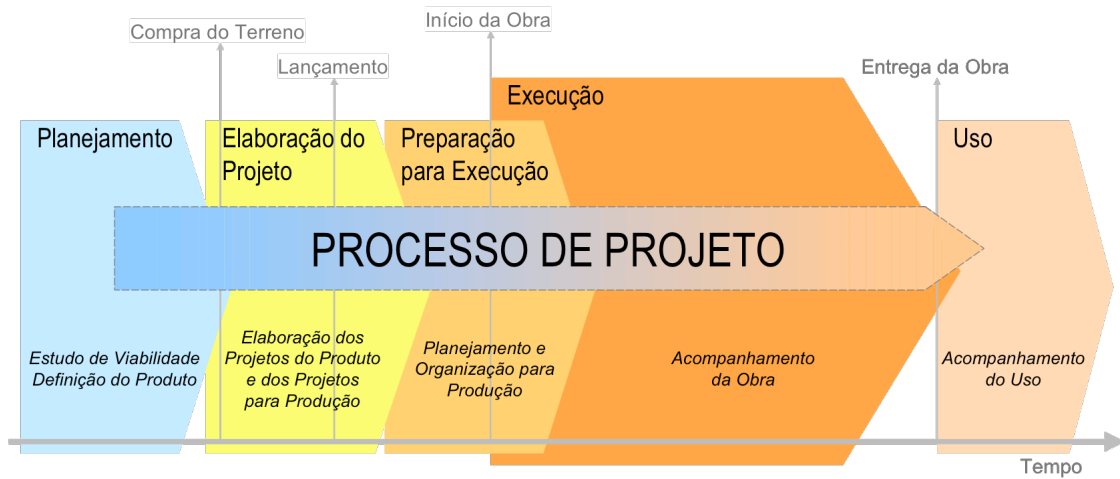 Compra do Terreno
Lançamento
Início da Obra
Entrega da Obra
Planejamento
Elaboração do
Projeto
Preparação
para Execução
Execução
Uso
PROCESSO DE PROJETO
Estudo de Viabilidade
Definição do Produto
Elaboração dos
Projetos do Produto
e dos Projetos
para Produção
Planejamento e
Organização para
Produção
Acompanhamento
da Obra
Acompanhamento
do Uso
Tempo